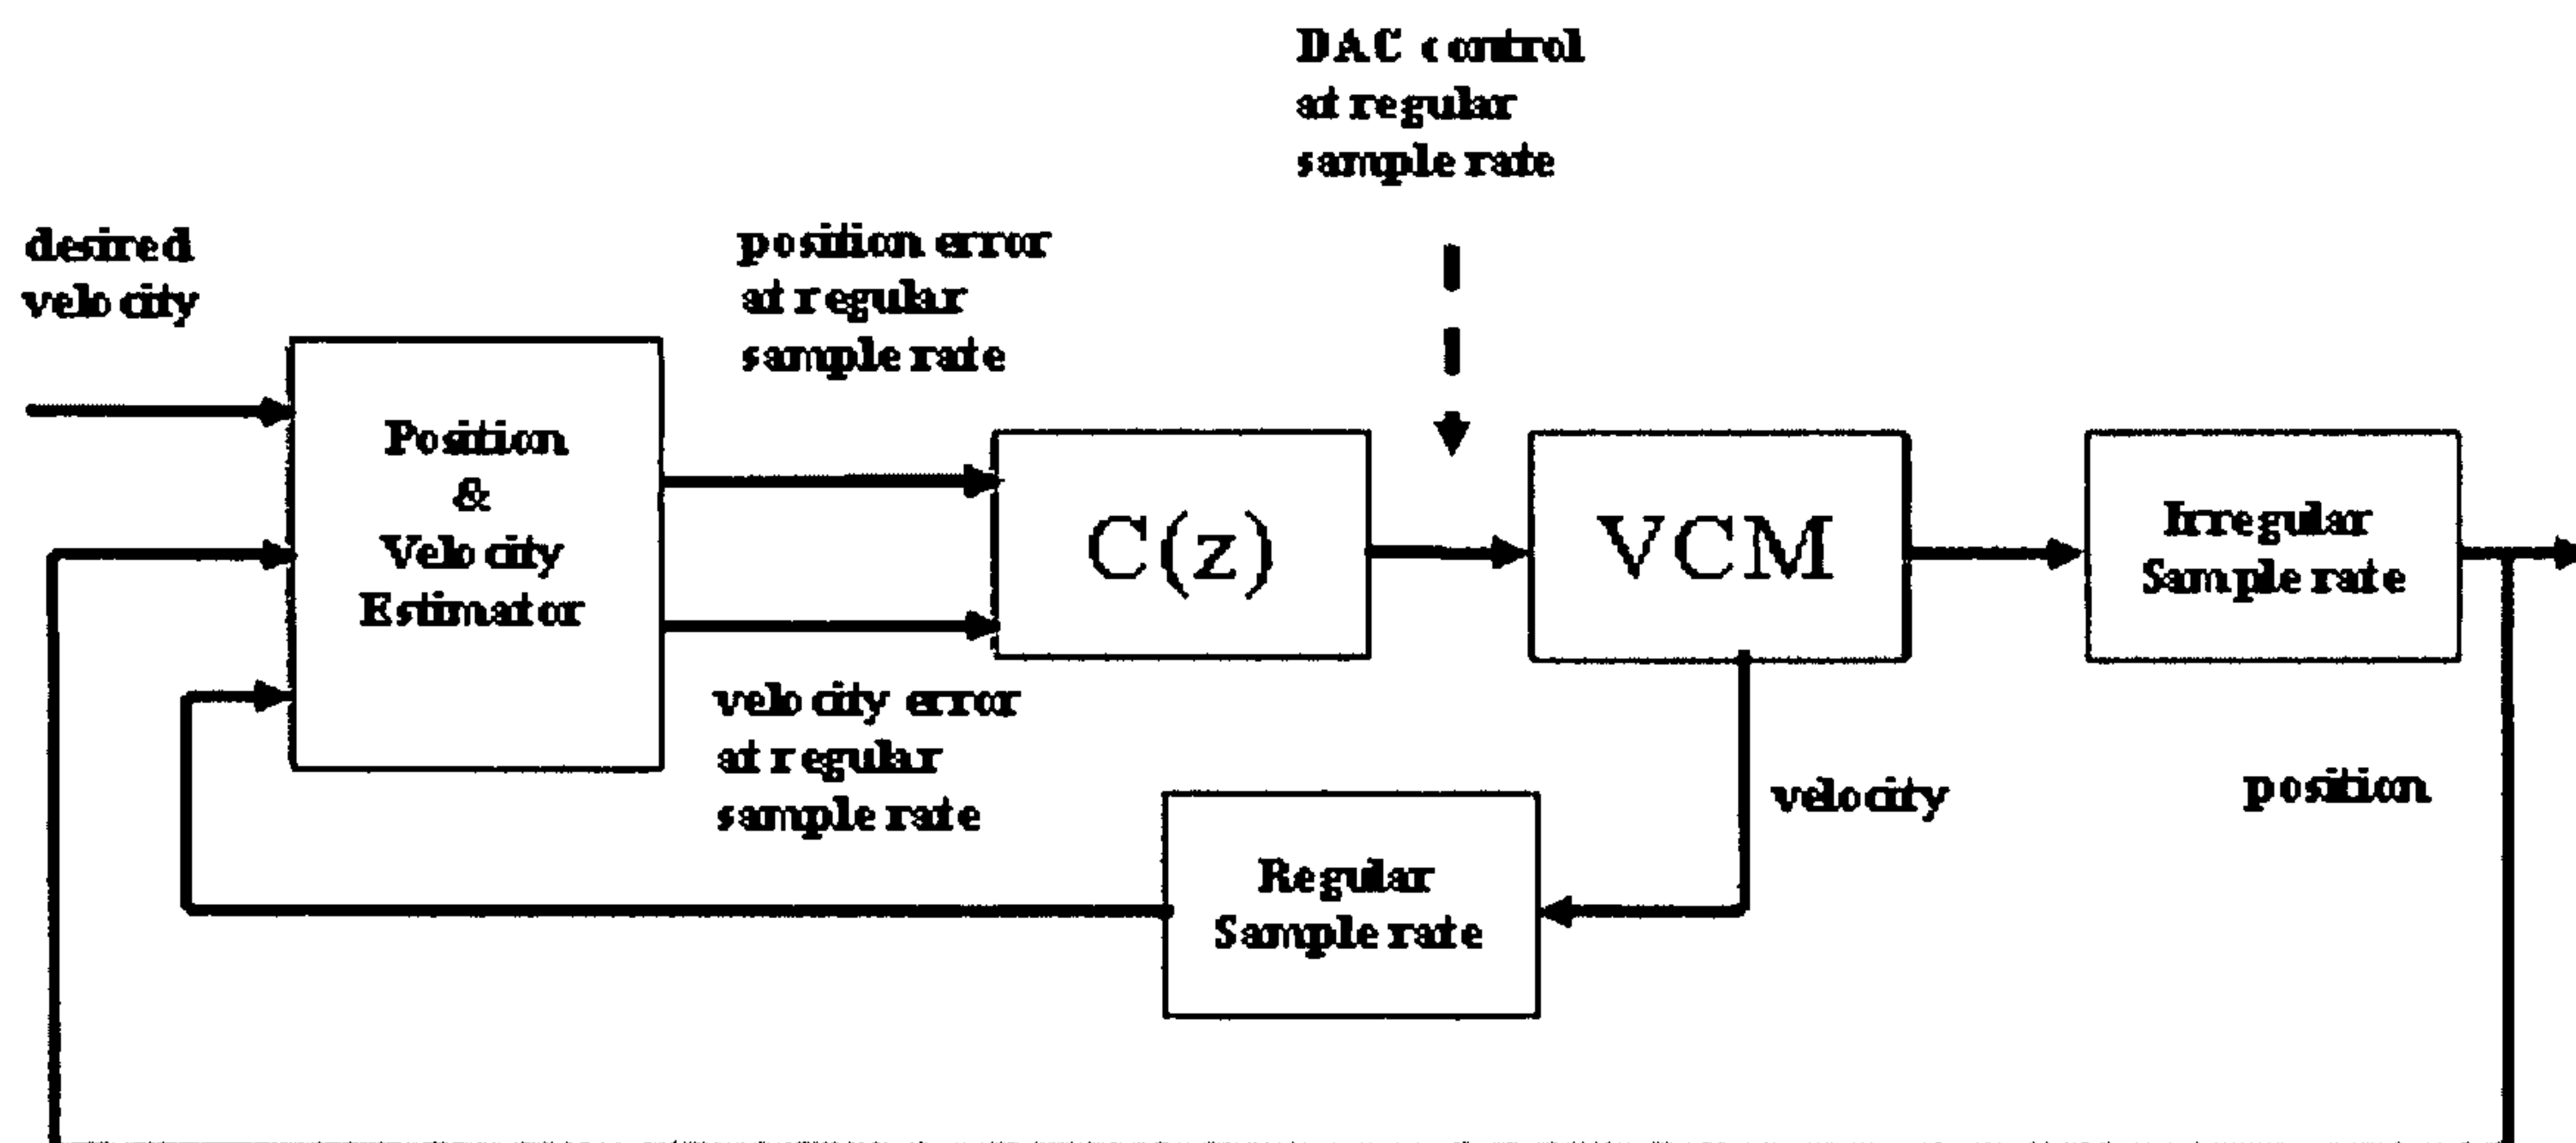 DAC control
at regular
sample rate
desired
velocity
position error
at regular
sample rate
Position
&
Velocity
Estimator
C(z)
VCM
Irregular
Sample rate
velocity error
at regular
sample rate
velocity
position
Regular
Sample rate